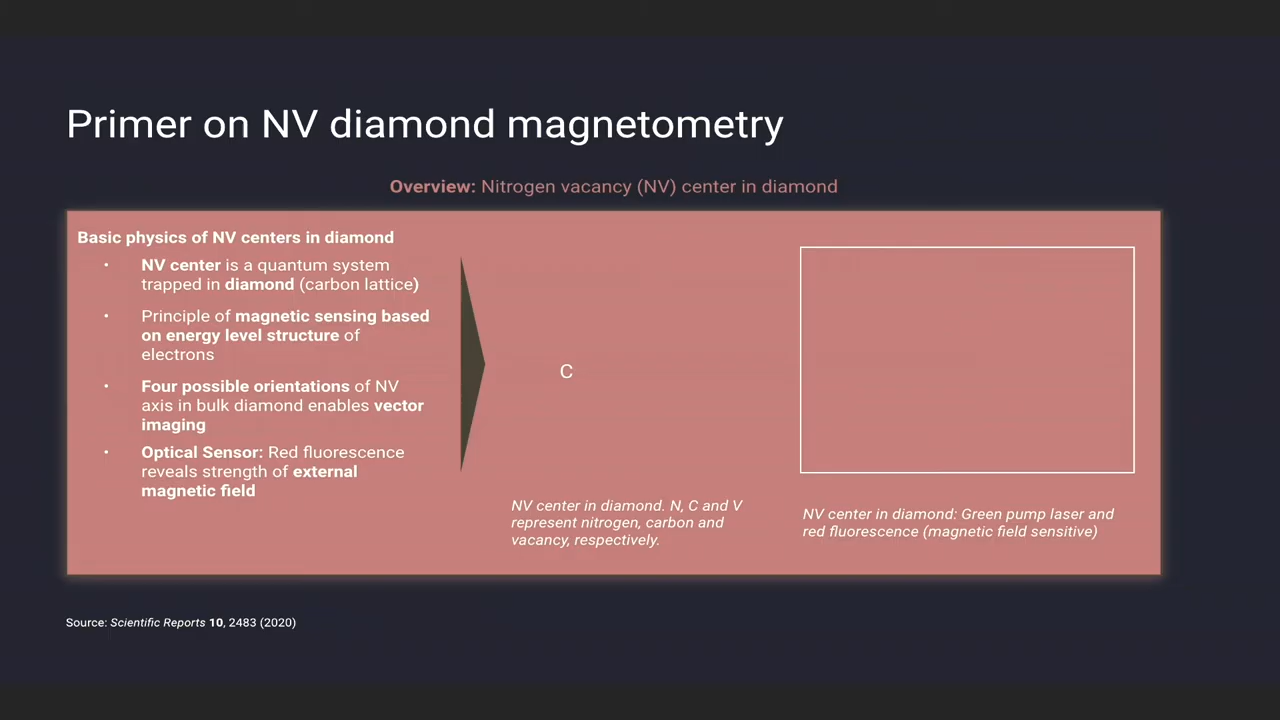 Primer on NV diamond magnetometry
Overview: Nitrogen vacancy (NV) center in diamond
Basic physics of NV centers in diamond
• NV center is a quantum system
trapped in diamond (carbon lattice)
• Principle of magnetic sensing based
on energy level structure of
electrons
• Four possible orientations of NV
axis in bulk diamond enables vector
imaging
• Optical Sensor: Red fluorescence
reveals strength of external
magnetic field
C
NV center in diamond. N, C and V
represent nitrogen, carbon and
vacancy, respectively.
NV center in diamond: Green pump laser and
red fluorescence (magnetic field sensitive)
Source: Scientific Reports 10, 2483 (2020)